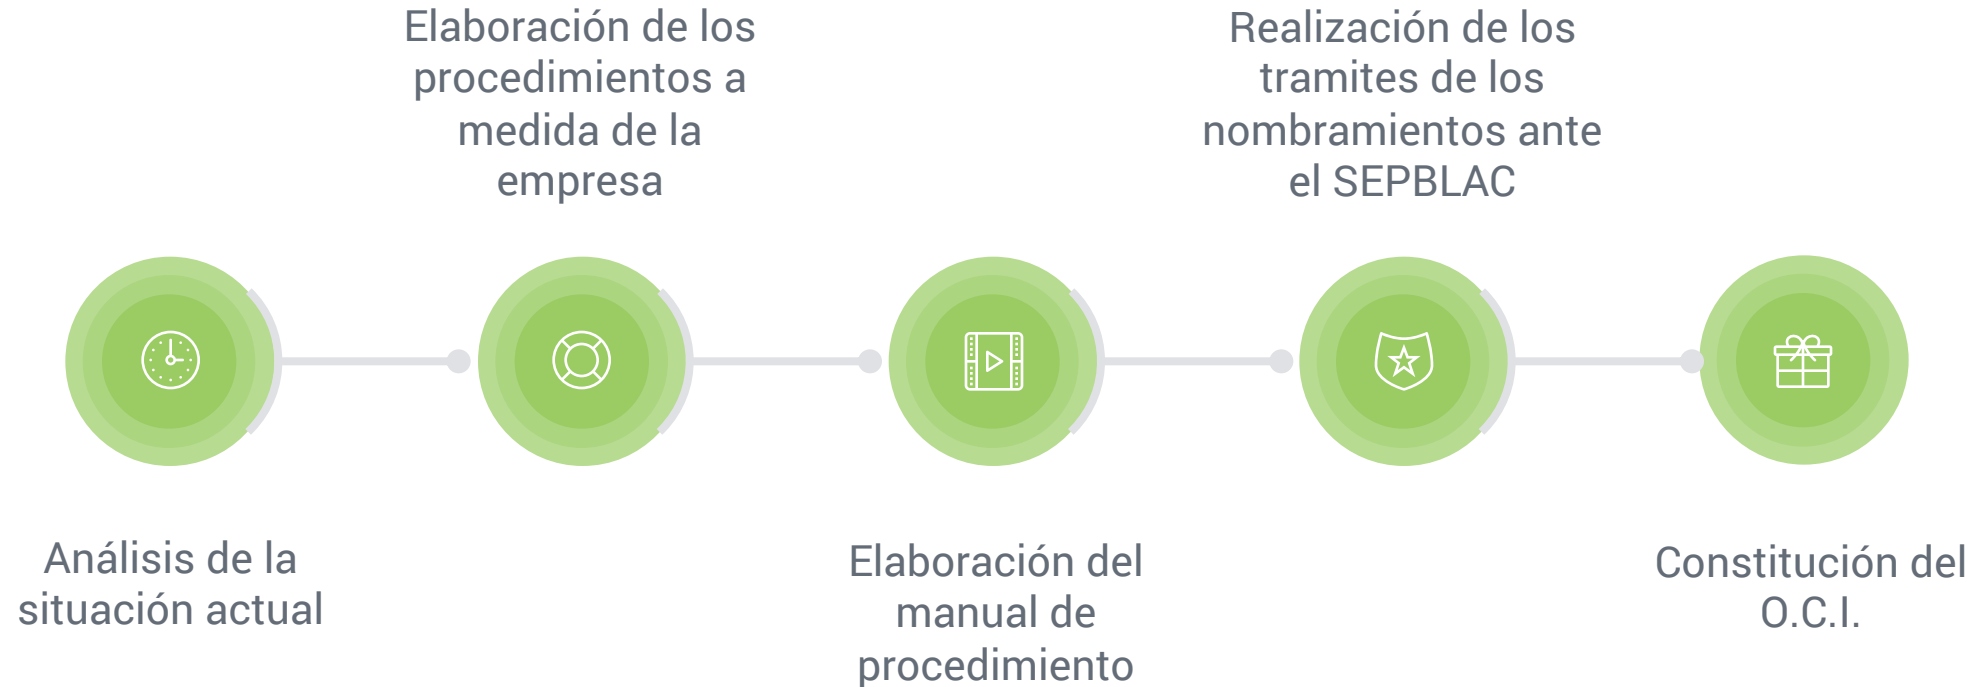 Análisis de la
situación actual
Elaboración de los
procedimientos a
medida de la
empresa
Elaboración del
manual de
procedimiento
Realización de los
tramites de los
nombramientos ante
el SEPBLAC
Constitución del
O.C.I.